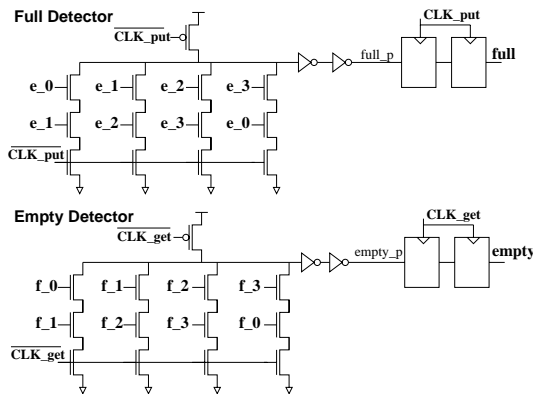 Full Detector
CLK_put
CLK_put
full_p
full
e_0 e_1 e_2 e_3
e_1 e_2 e_3 e_0
CLK_put
Empty Detector
CLK_get
CLK_get
empty_p
empty
f_0 f_1 f_2 f_3
f_1 f_2 f_3 f_0
CLK_get